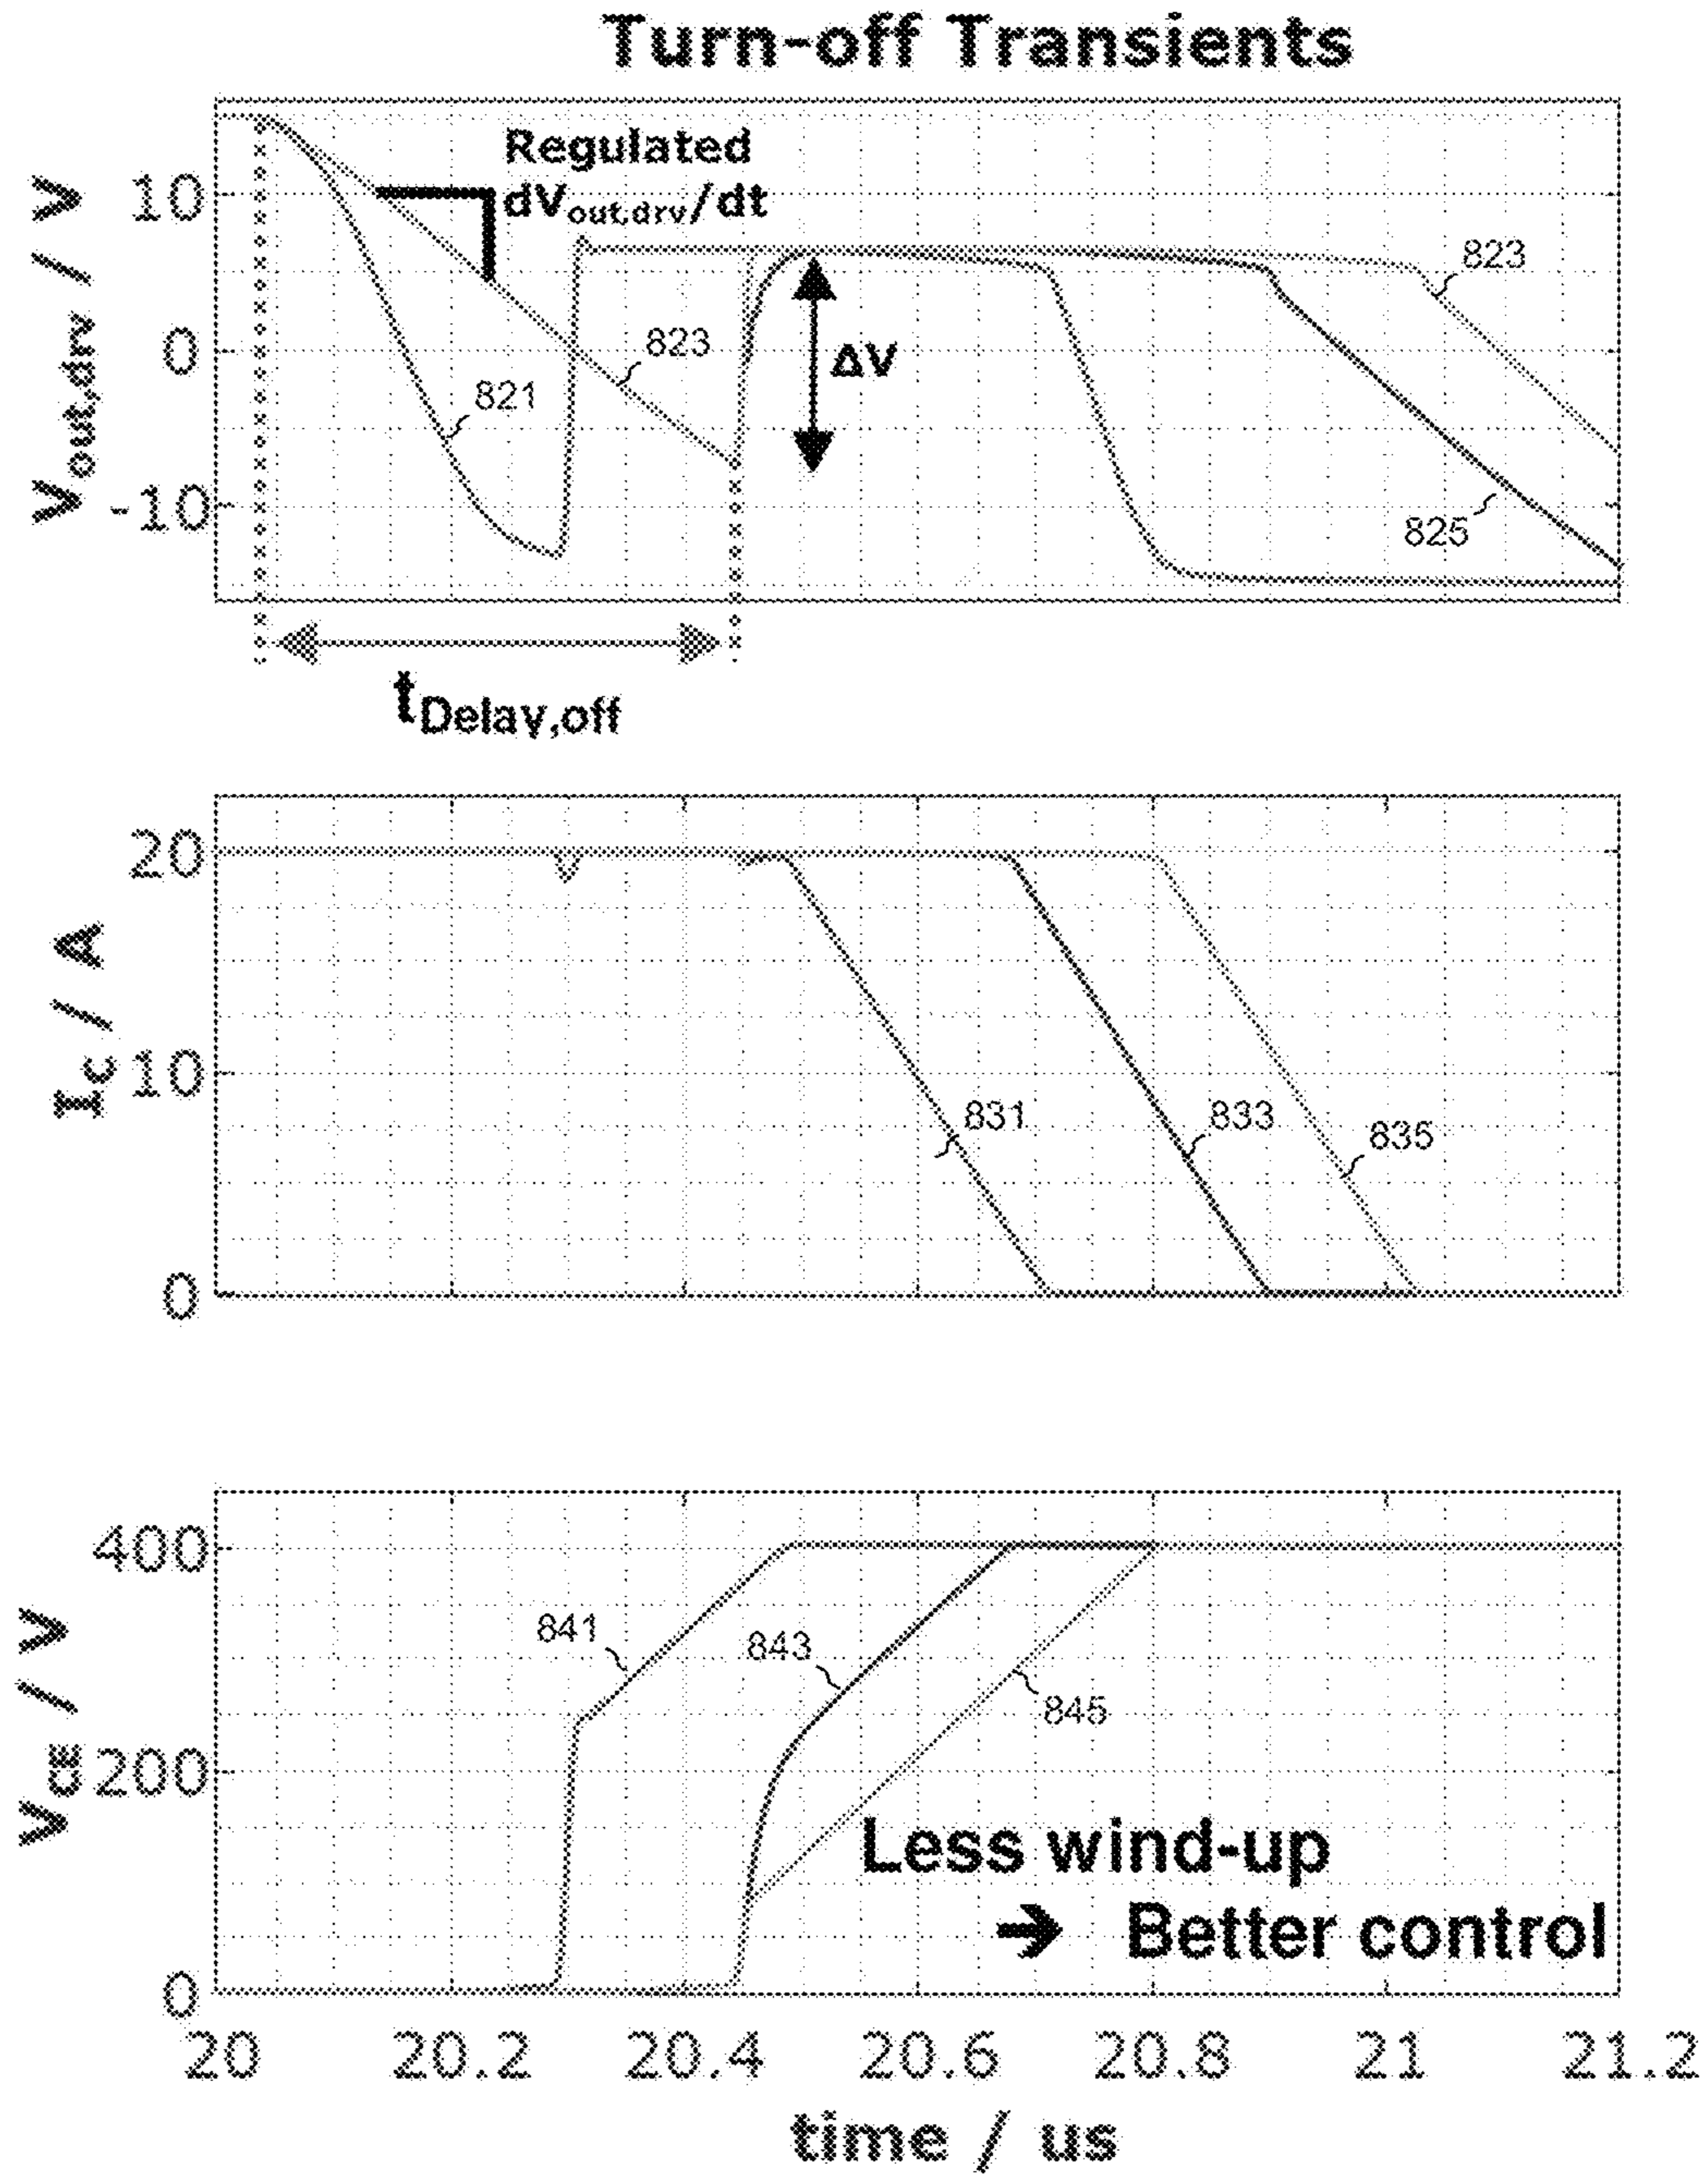 Turn-off Transients
Regulated
dVout,drv/dt
Vout,drv / V
10
0
-10
821
823
ΔV
823
825
tDelay,off
IC / A
20
10
0
831
833
835
VCE / V
400
200
0
841
843
845
Less wind-up
➔ Better control
20 20.2 20.4 20.6 20.8 21 21.2
time / us